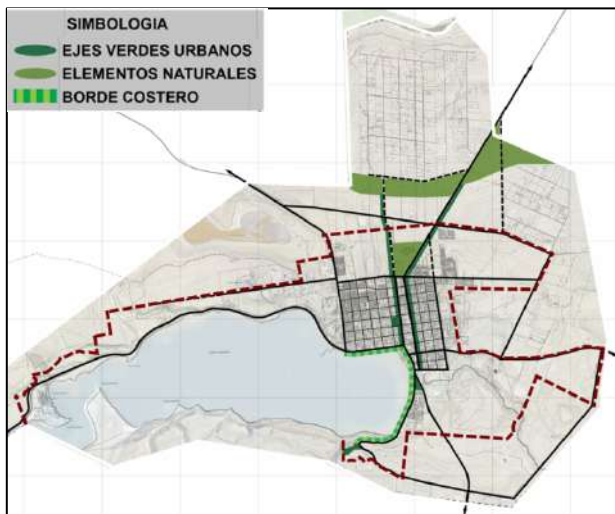 SIMBOLOGIA
EJES VERDES URBANOS
ELEMENTOS NATURALES
BORDE COSTERO